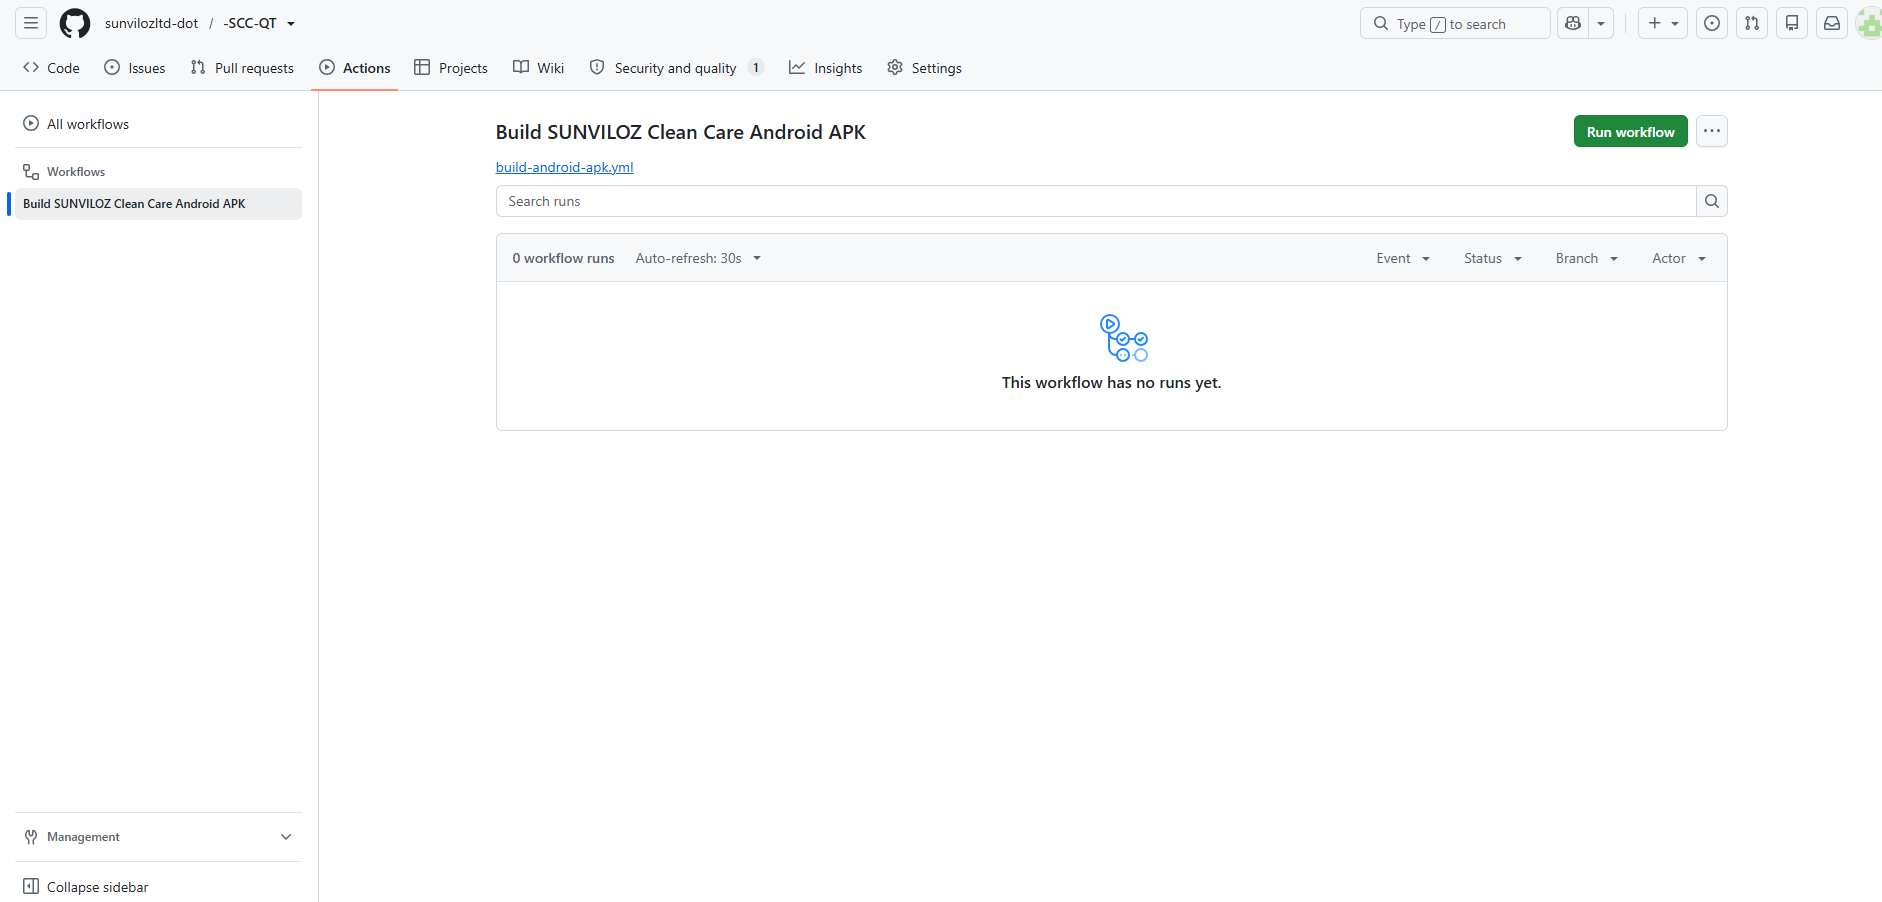 sunvilozltd-dot / -SCC-QT
Type / to search
Code
Issues
Pull requests
Actions
Projects
Wiki
Security and quality 1
Insights
Settings
All workflows
Workflows
Build SUNVILOZ Clean Care Android APK
Management
Collapse sidebar
Build SUNVILOZ Clean Care Android APK
Run workflow
build-android-apk.yml
Search runs
0 workflow runs
Auto-refresh: 30s
Event
Status
Branch
Actor
This workflow has no runs yet.